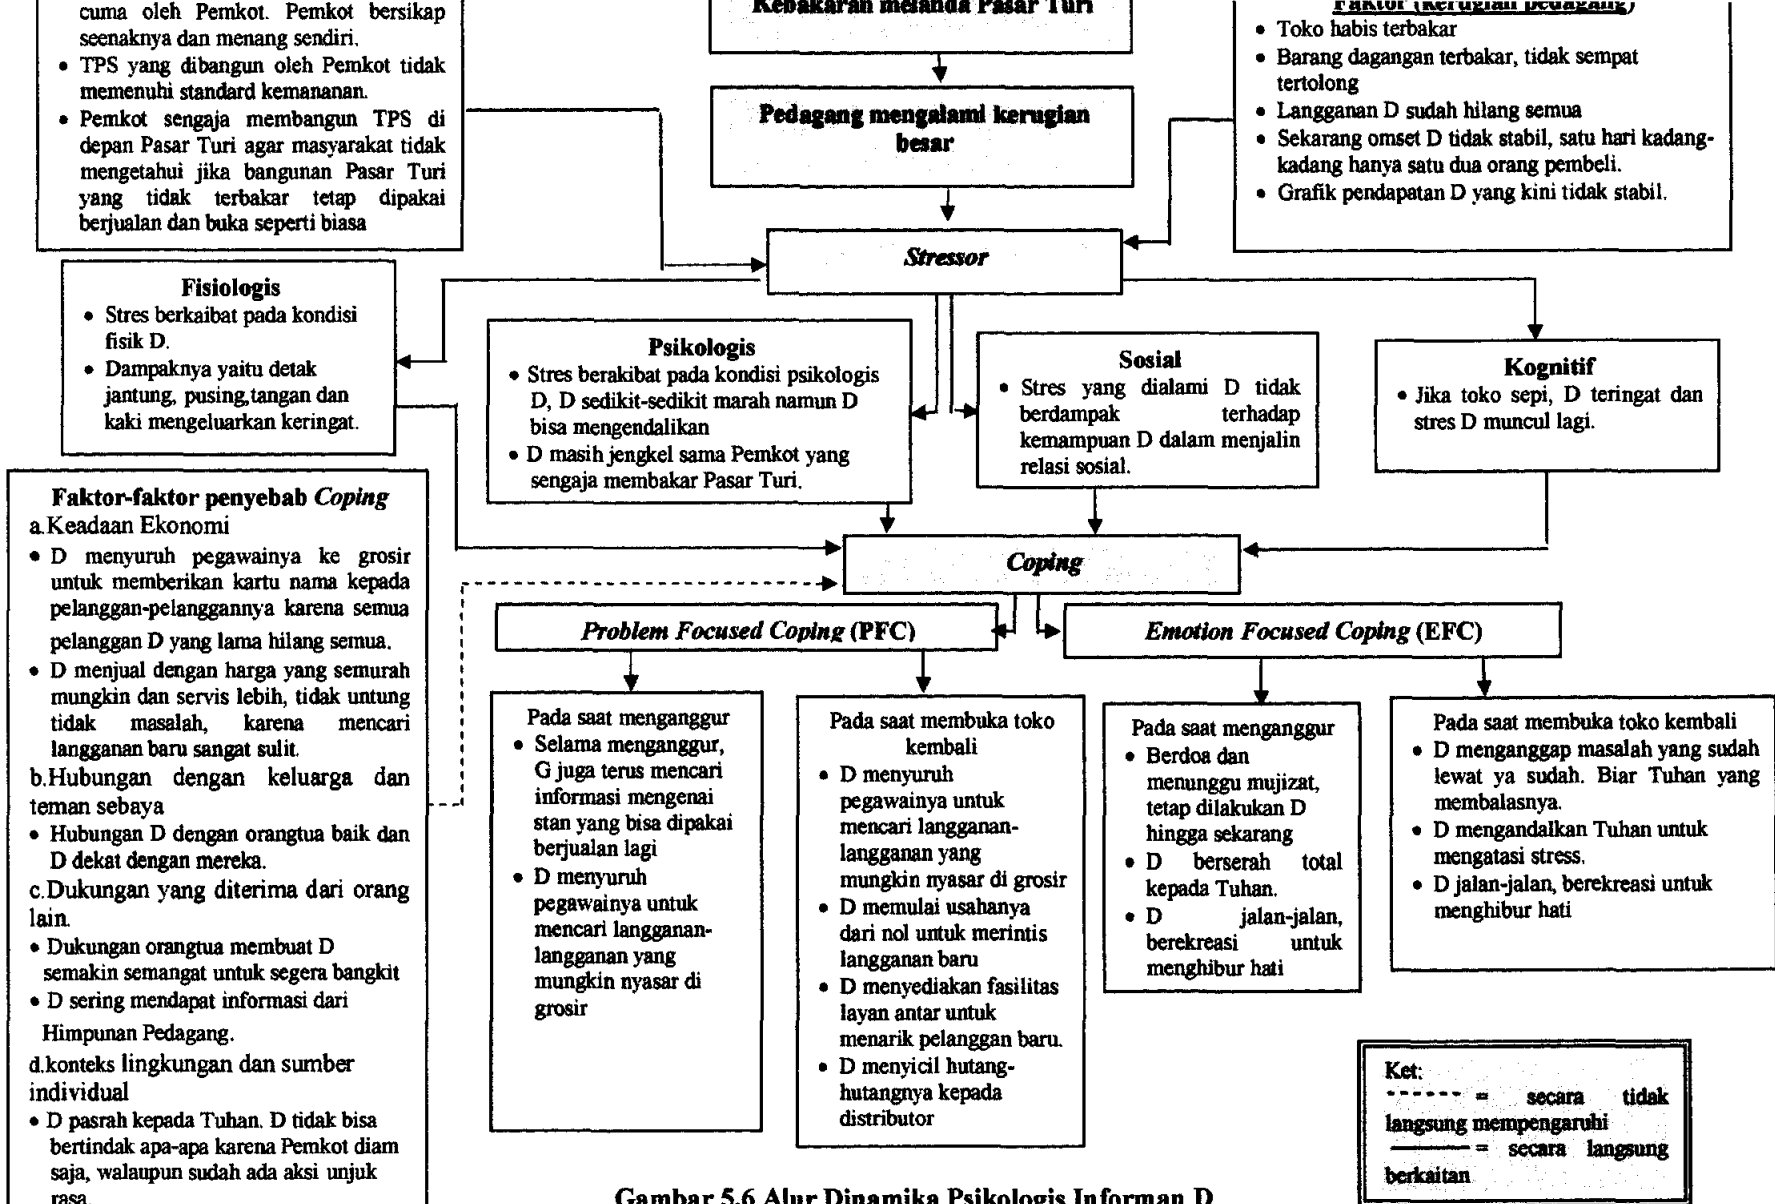 cuma oleh Pemkot. Pemkot bersikap
seenaknya dan menang sendiri.
• TPS yang dibangun oleh Pemkot tidak
memenuhi standard kemananan.
• Pemkot sengaja membangun TPS di
depan Pasar Turi agar masyarakat tidak
mengetahui jika bangunan Pasar Turi
yang tidak terbakar tetap dipakai
berjualan dan buka seperti biasa
Kebakaran melanda Pasar Turi
Pedagang mengalami kerugian
besar
Faktor (kerugian pedagang)
• Toko habis terbakar
• Barang dagangan terbakar, tidak sempat
tertolong
• Langganan D sudah hilang semua
• Sekarang omset D tidak stabil, satu hari kadang-
kadang hanya satu dua orang pembeli.
• Grafik pendapatan D yang kini tidak stabil.
Stressor
Fisiologis
• Stres berkaibat pada kondisi
fisik D.
• Dampaknya yaitu detak
jantung, pusing,tangan dan
kaki mengeluarkan keringat.
Psikologis
• Stres berakibat pada kondisi psikologis
D, D sedikit-sedikit marah namun D
bisa mengendalikan
• D masih jengkel sama Pemkot yang
sengaja membakar Pasar Turi.
Sosial
• Stres yang dialami D tidak
berdampak terhadap
kemampuan D dalam menjalin
relasi sosial.
Kognitif
• Jika toko sepi, D teringat dan
stres D muncul lagi.
Faktor-faktor penyebab Coping
a.Keadaan Ekonomi
• D menyuruh pegawainya ke grosir
untuk memberikan kartu nama kepada
pelanggan-pelanggannya karena semua
pelanggan D yang lama hilang semua.
• D menjual dengan harga yang semurah
mungkin dan servis lebih, tidak untung
tidak masalah, karena mencari
langganan baru sangat sulit.
b.Hubungan dengan keluarga dan
teman sebaya
• Hubungan D dengan orangtua baik dan
D dekat dengan mereka.
c.Dukungan yang diterima dari orang
lain.
• Dukungan orangtua membuat D
semakin semangat untuk segera bangkit
• D sering mendapat informasi dari
Himpunan Pedagang.
d.konteks lingkungan dan sumber
individual
• D pasrah kepada Tuhan. D tidak bisa
bertindak apa-apa karena Pemkot diam
saja, walaupun sudah ada aksi unjuk
rasa.
Coping
Problem Focused Coping (PFC)
Emotion Focused Coping (EFC)
Pada saat menganggur
• Selama menganggur,
G juga terus mencari
informasi mengenai
stan yang bisa dipakai
berjualan lagi
• D menyuruh
pegawainya untuk
mencari langganan-
langganan yang
mungkin nyasar di
grosir
Pada saat membuka toko
kembali
• D menyuruh
pegawainya untuk
mencari langganan-
langganan yang
mungkin nyasar di grosir
• D memulai usahanya
dari nol untuk merintis
langganan baru
• D menyediakan fasilitas
layan antar untuk
menarik pelanggan baru.
• D menyicil hutang-
hutangnya kepada
distributor
Pada saat menganggur
• Berdoa dan
menunggu mujizat,
tetap dilakukan D
hingga sekarang
• D berserah total
kepada Tuhan.
• D jalan-jalan,
berekreasi untuk
menghibur hati
Pada saat membuka toko kembali
• D menganggap masalah yang sudah
lewat ya sudah. Biar Tuhan yang
membalasnya.
• D mengandalkan Tuhan untuk
mengatasi stress.
• D jalan-jalan, berekreasi untuk
menghibur hati
Ket:
------- = secara tidak
langsung mempengaruhi
——— = secara langsung
berkaitan
Gambar 5.6 Alur Dinamika Psikologis Informan D